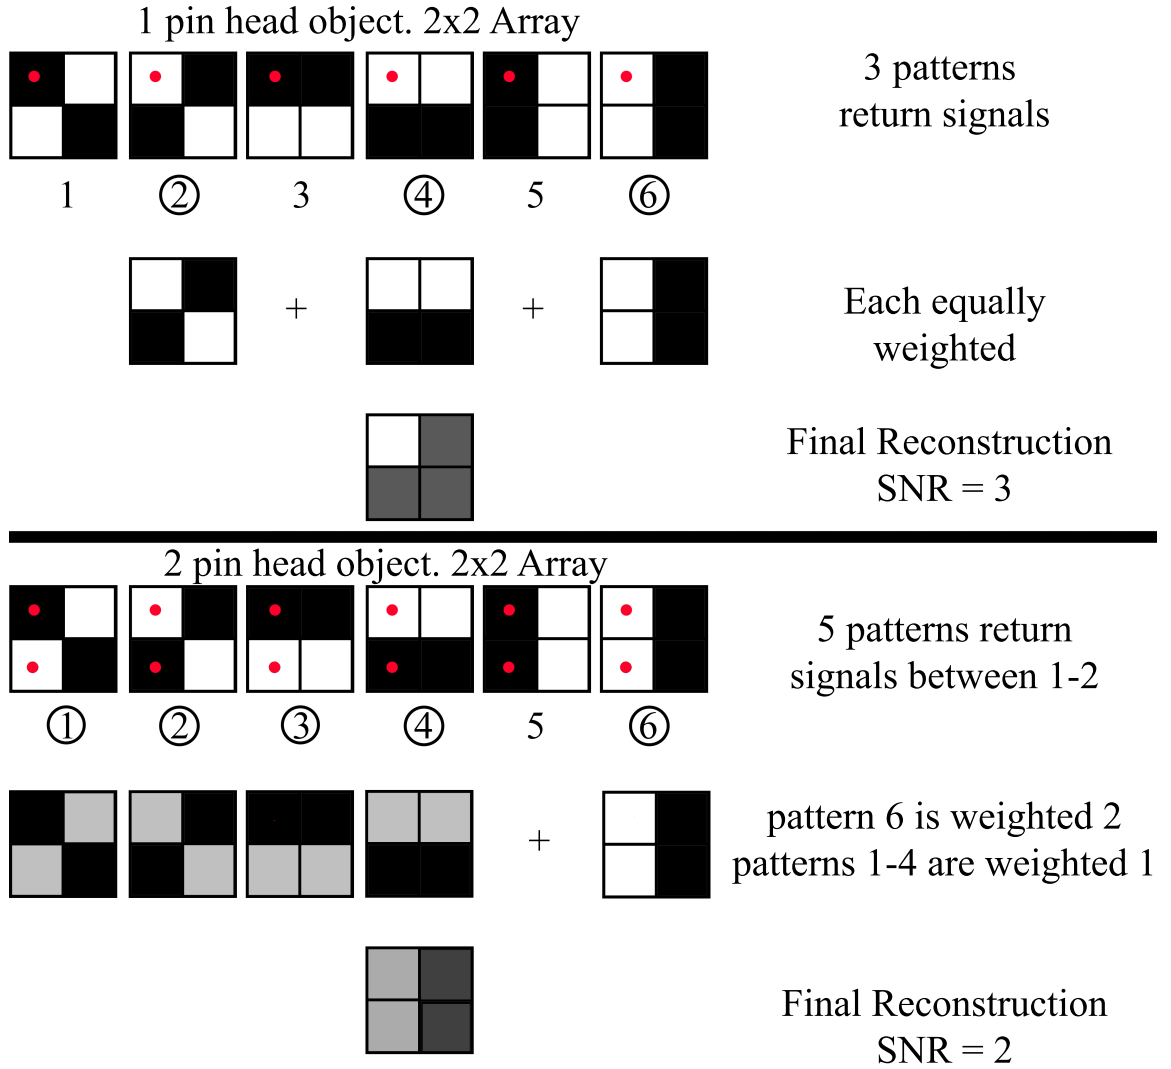 1 pin head object. 2x2 Array
3 patterns
return signals
1 2 3 4 5 6
+ +
Each equally
weighted
Final Reconstruction
SNR = 3
2 pin head object. 2x2 Array
5 patterns return
signals between 1-2
1 2 3 4 5 6
+
pattern 6 is weighted 2
patterns 1-4 are weighted 1
Final Reconstruction
SNR = 2